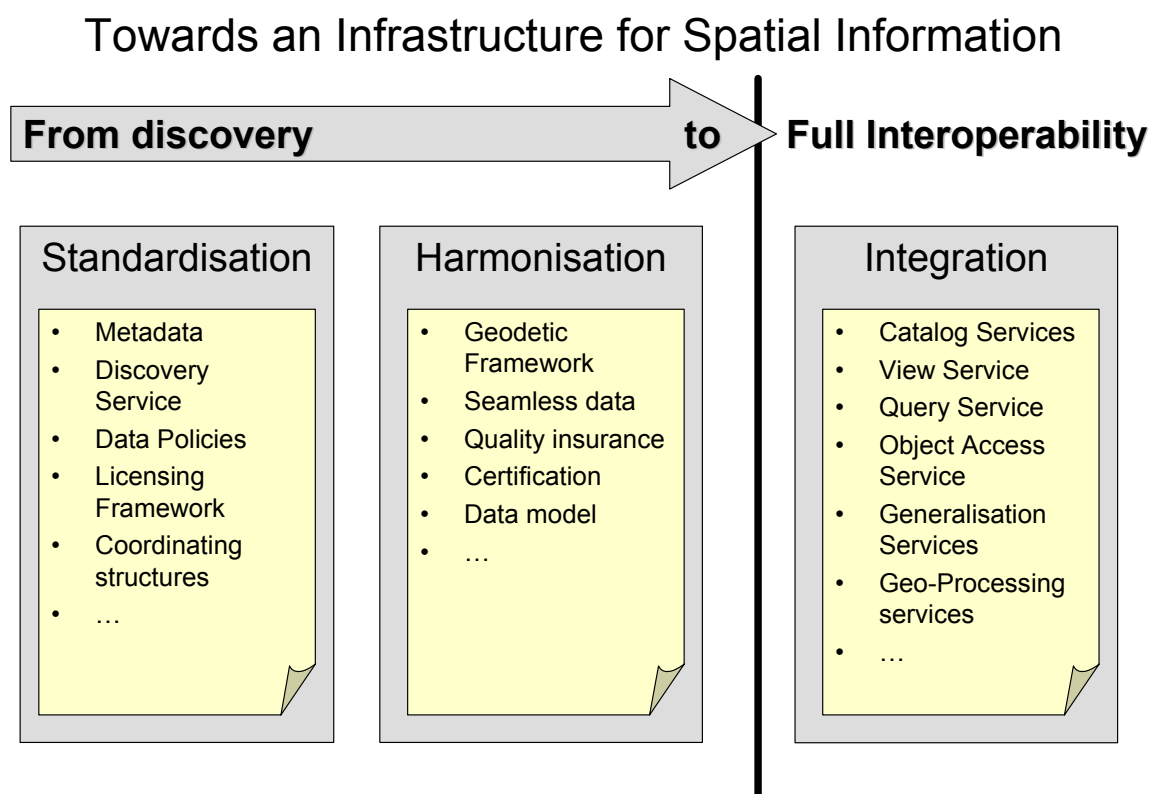 Towards an Infrastructure for Spatial Information
From discovery to Full Interoperability
Standardisation
• Metadata
• Discovery
Service
• Data Policies
• Licensing
Framework
• Coordinating
structures
• …
Harmonisation
• Geodetic
Framework
• Seamless data
• Quality insurance
• Certification
• Data model
• …
Integration
• Catalog Services
• View Service
• Query Service
• Object Access
Service
• Generalisation
Services
• Geo-Processing
services
• …